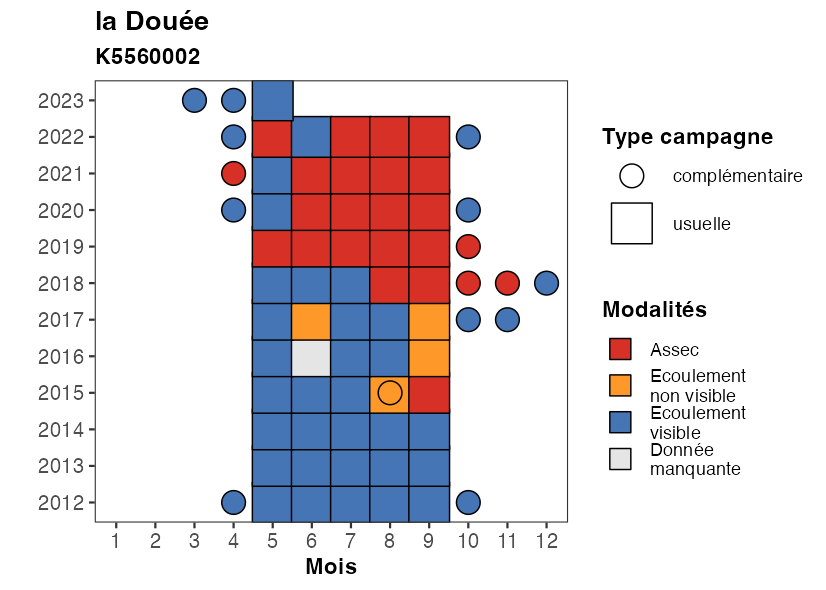 la Douée
K5560002
2023
2022
2021
2020
2019
2018
2017
2016
2015
2014
2013
2012
1 2 3 4 5 6 7 8 9 10 11 12
Mois
Type campagne
complémentaire
usuelle
Modalités
Assec
Ecoulement
non visible
Ecoulement
visible
Donnée
manquante